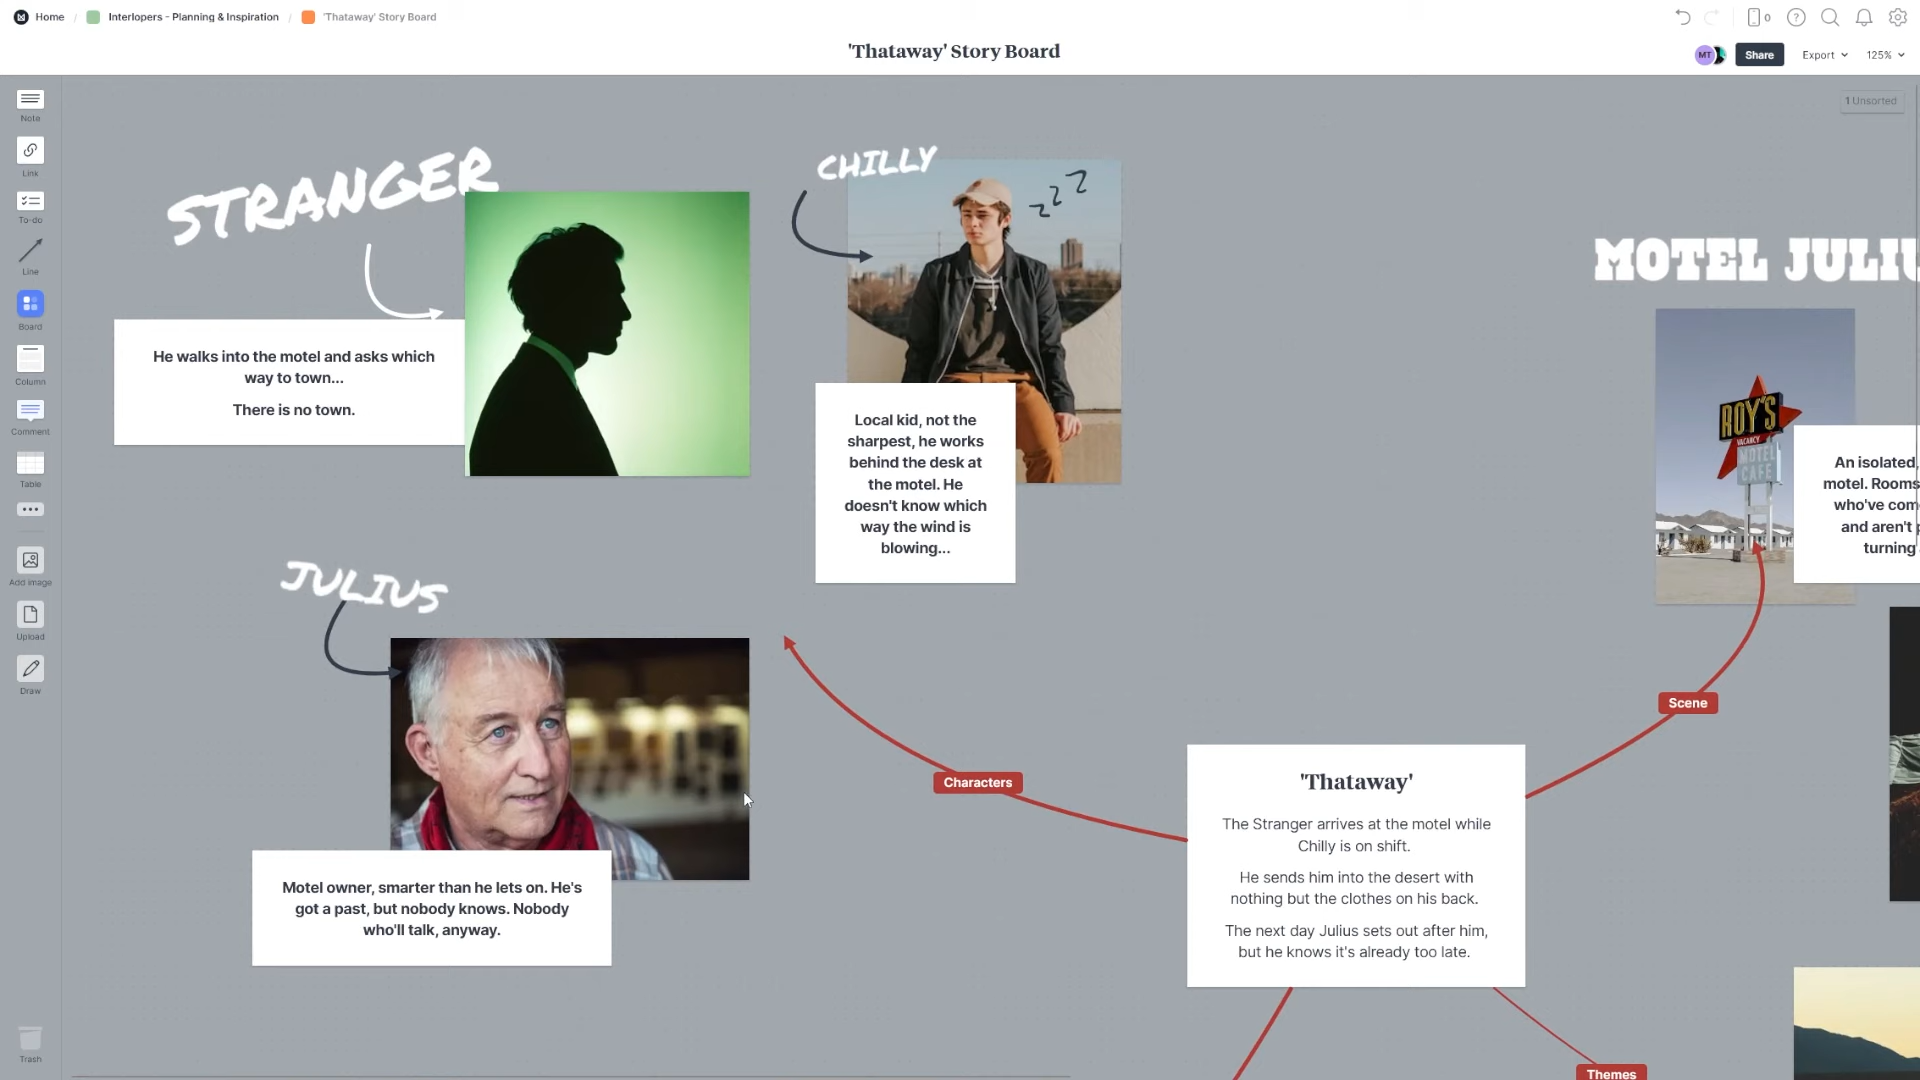 Home / Interlopers - Planning & Inspiration / 'Thataway' Story Board
0
'Thataway' Story Board
MT
Share
Export
125%
1 Unsorted
Note
Link
To-do
Line
Board
Column
Comment
Table
Add image
Upload
Draw
Trash
STRANGER
He walks into the motel and asks which
way to town...
There is no town.
CHILLY
z z z
Local kid, not the
sharpest, he works
behind the desk at
the motel. He
doesn't know which
way the wind is
blowing...
JULIUS
Motel owner, smarter than he lets on. He's
got a past, but nobody knows. Nobody
who'll talk, anyway.
Characters
'Thataway'
The Stranger arrives at the motel while
Chilly is on shift.
He sends him into the desert with
nothing but the clothes on his back.
The next day Julius sets out after him,
but he knows it's already too late.
Scene
Themes
MOTEL JULIU
ROY'S
VACANCY
MOTEL
CAFE
An isolated,
motel. Rooms
who've com
and aren't p
turning